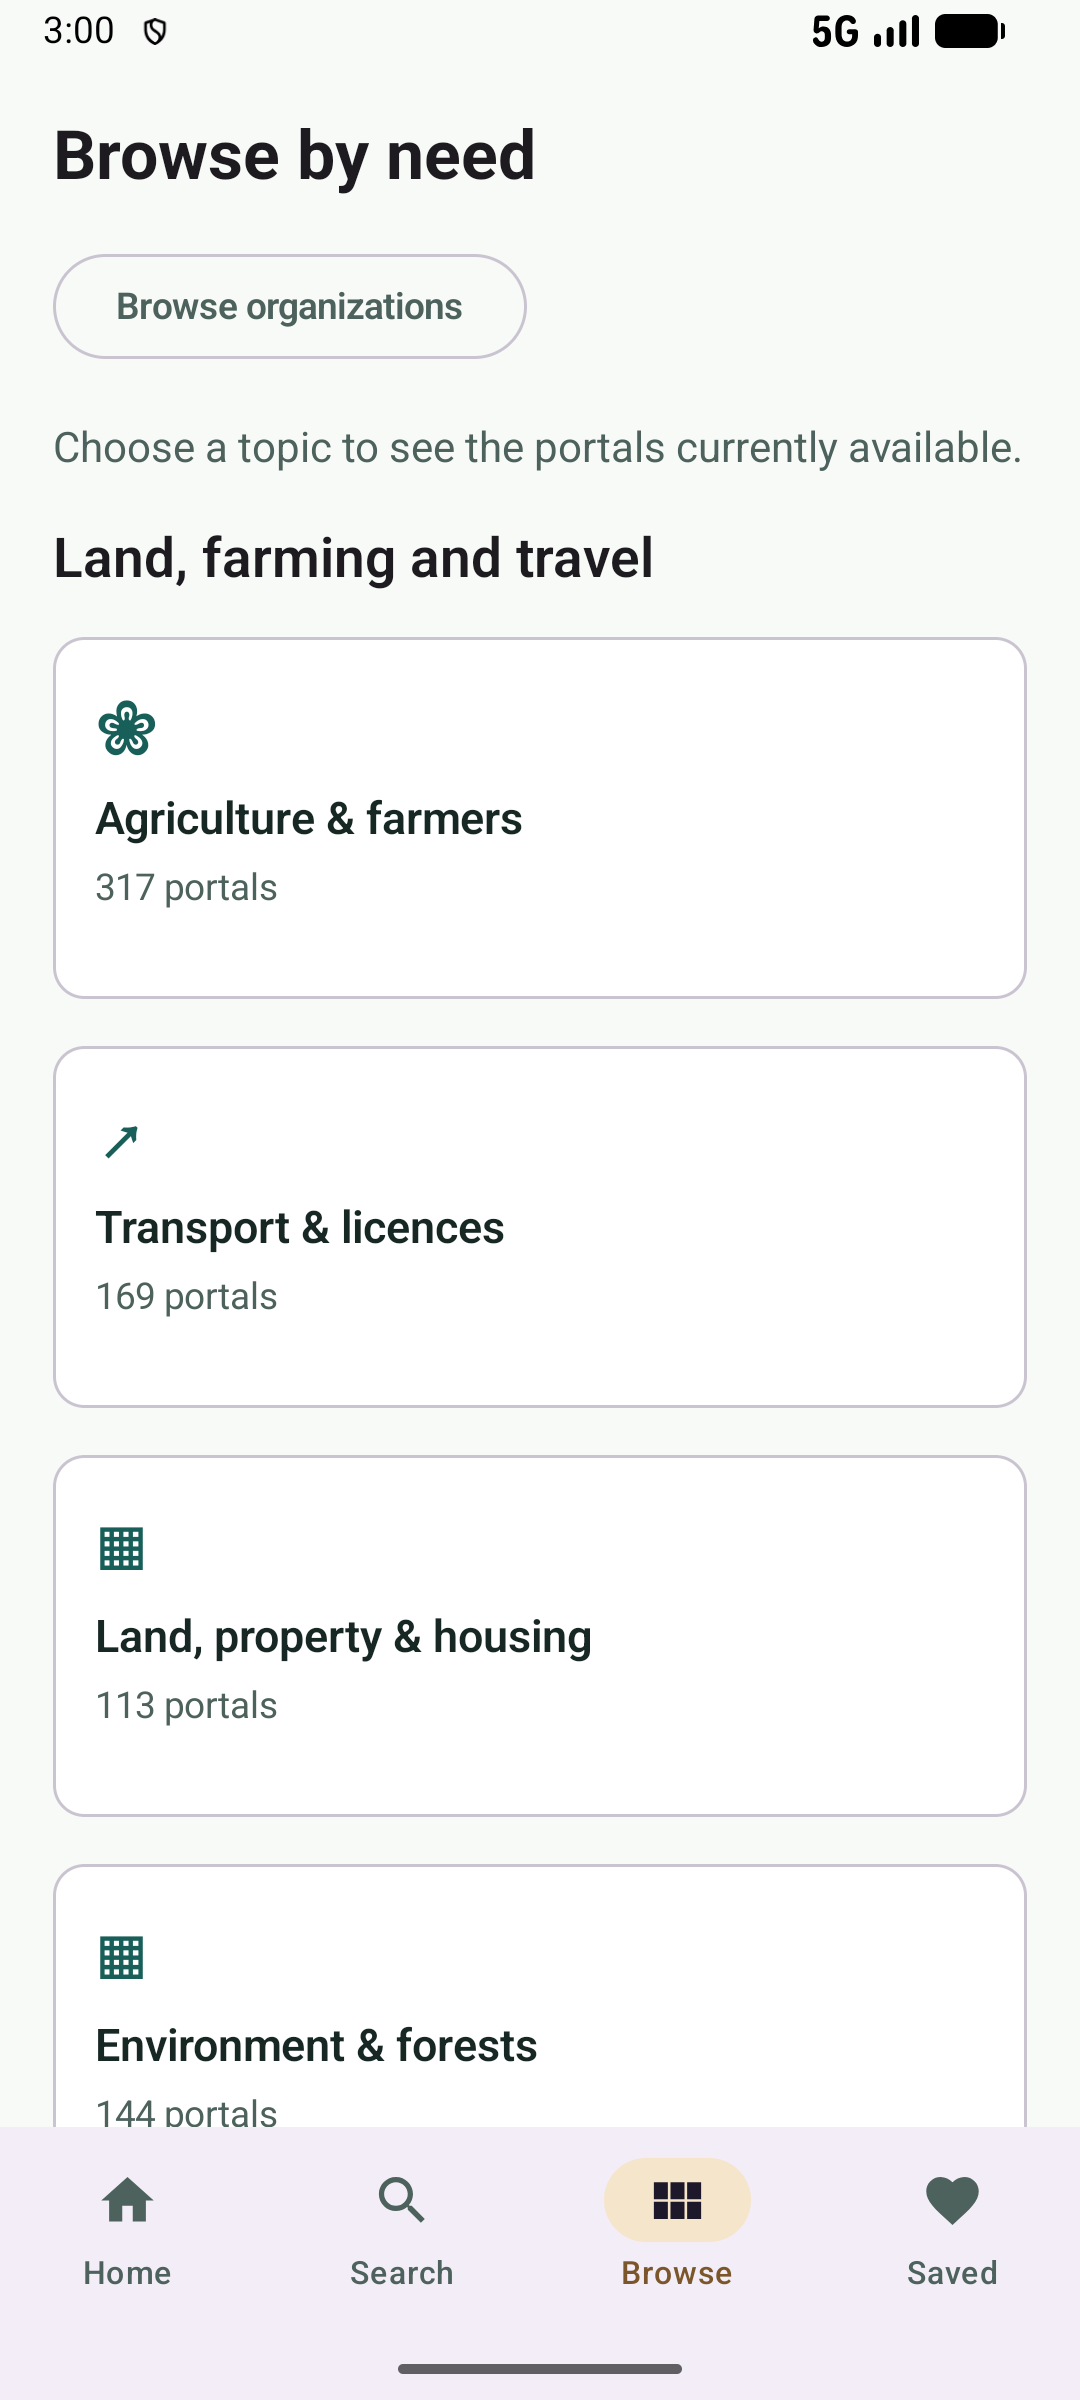 3:00
5G
Browse by need
Browse organizations
Choose a topic to see the portals currently available.
Land, farming and travel
Agriculture & farmers
317 portals
Transport & licences
169 portals
Land, property & housing
113 portals
Environment & forests
144 portals
Home
Search
Browse
Saved